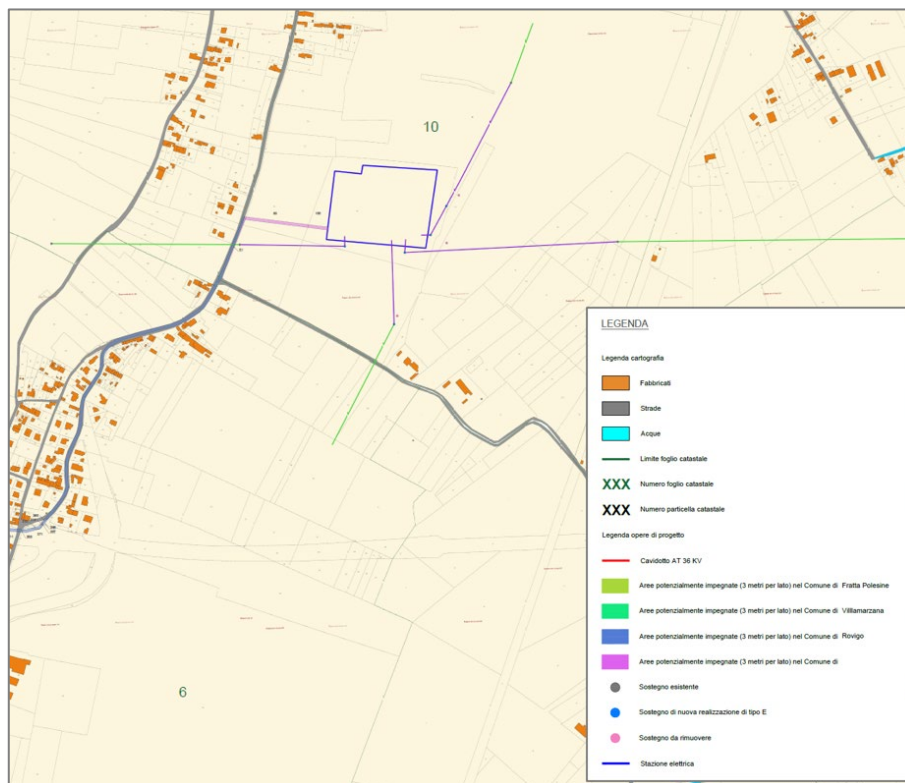 10
6
LEGENDA
Legenda cartografia
Fabbricati
Strade
Acque
Limite foglio catastale
XXX Numero foglio catastale
XXX Numero particella catastale
Legenda opere di progetto
Cavidotto AT 36 KV
Aree potenzialmente impegnate (3 metri per lato) nel Comune di Fratta Polesine
Aree potenzialmente impegnate (3 metri per lato) nel Comune di Villlamarzana
Aree potenzialmente impegnate (3 metri per lato) nel Comune di Rovigo
Aree potenzialmente impegnate (3 metri per lato) nel Comune di
Sostegno esistente
Sostegno di nuova realizzazione di tipo E
Sostegno da rimuovere
Stazione elettrica